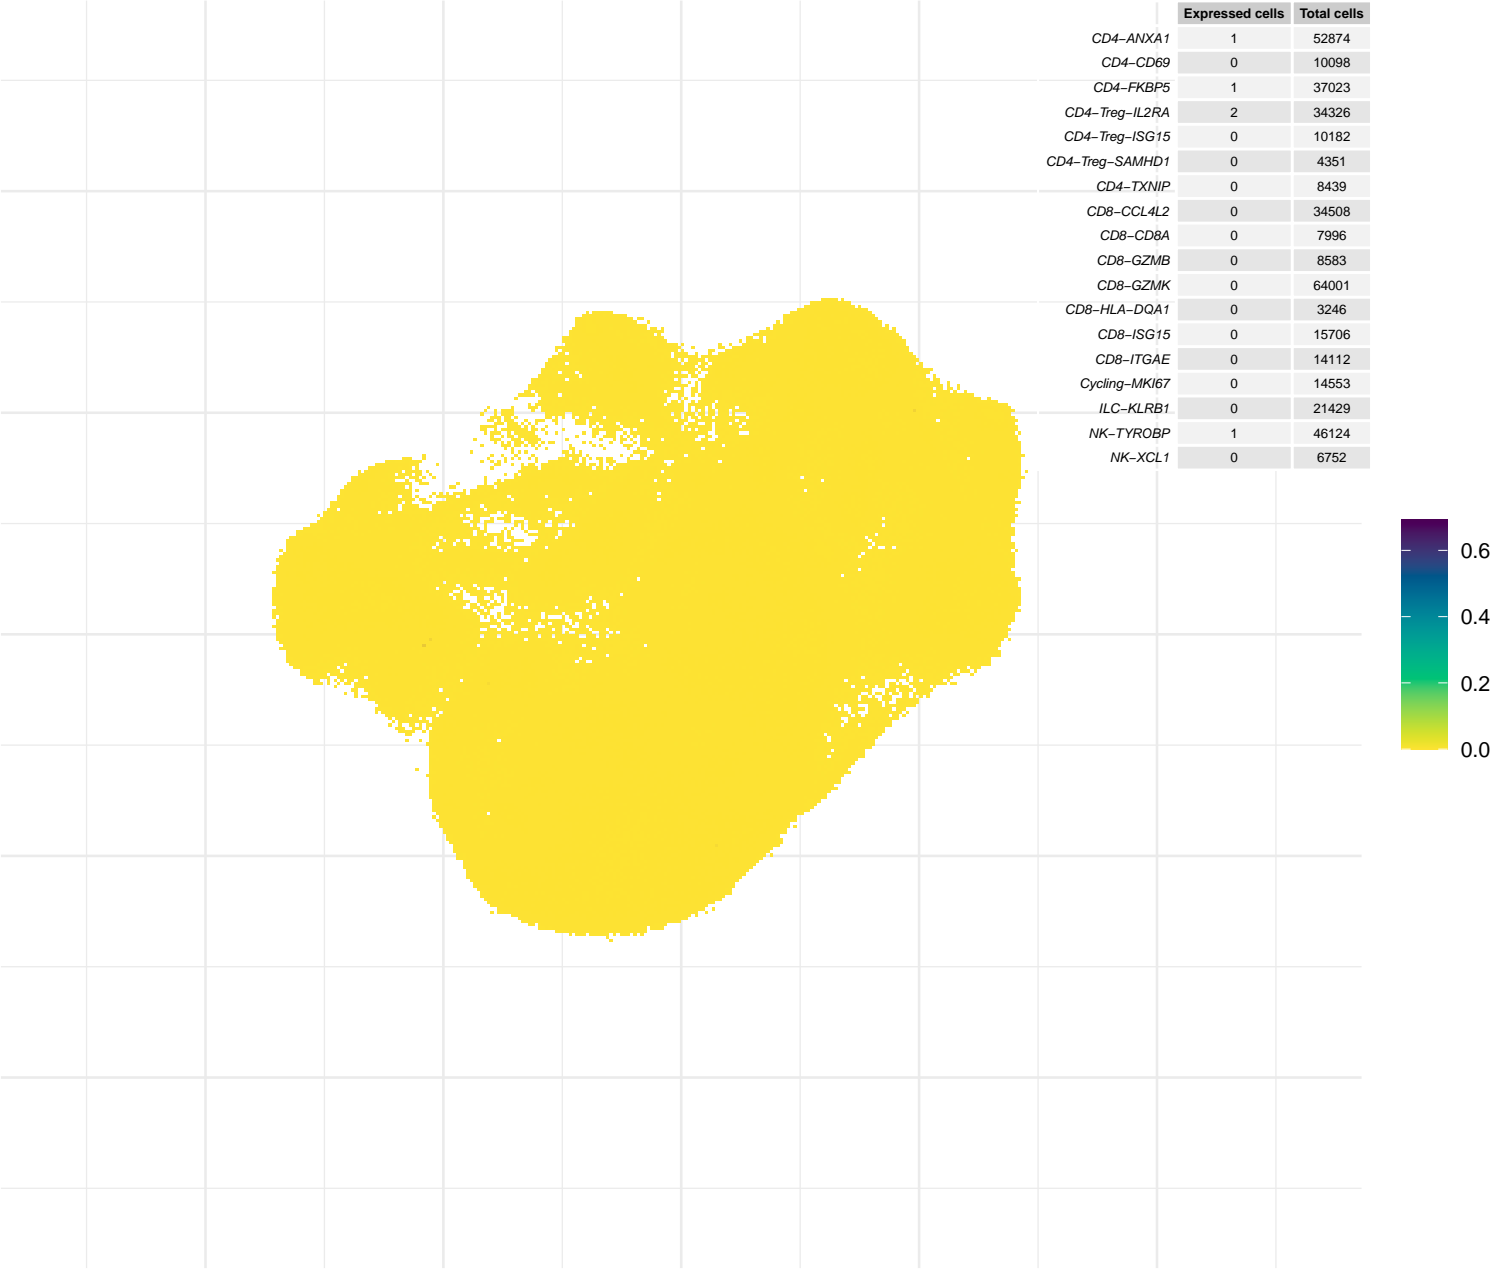 Expressed cells Total cells
CD4−ANXA1 1 52874
CD4−CD69 0 10098
CD4−FKBP5 1 37023
CD4−Treg−IL2RA 2 34326
CD4−Treg−ISG15 0 10182
CD4−Treg−SAMHD1 0 4351
CD4−TXNIP 0 8439
CD8−CCL4L2 0 34508
CD8−CD8A 0 7996
CD8−GZMB 0 8583
CD8−GZMK 0 64001
CD8−HLA−DQA1 0 3246
CD8−ISG15 0 15706
CD8−ITGAE 0 14112
Cycling−MKI67 0 14553
ILC−KLRB1 0 21429
NK−TYROBP 1 46124
NK−XCL1 0 6752
0.6
0.4
0.2
0.0